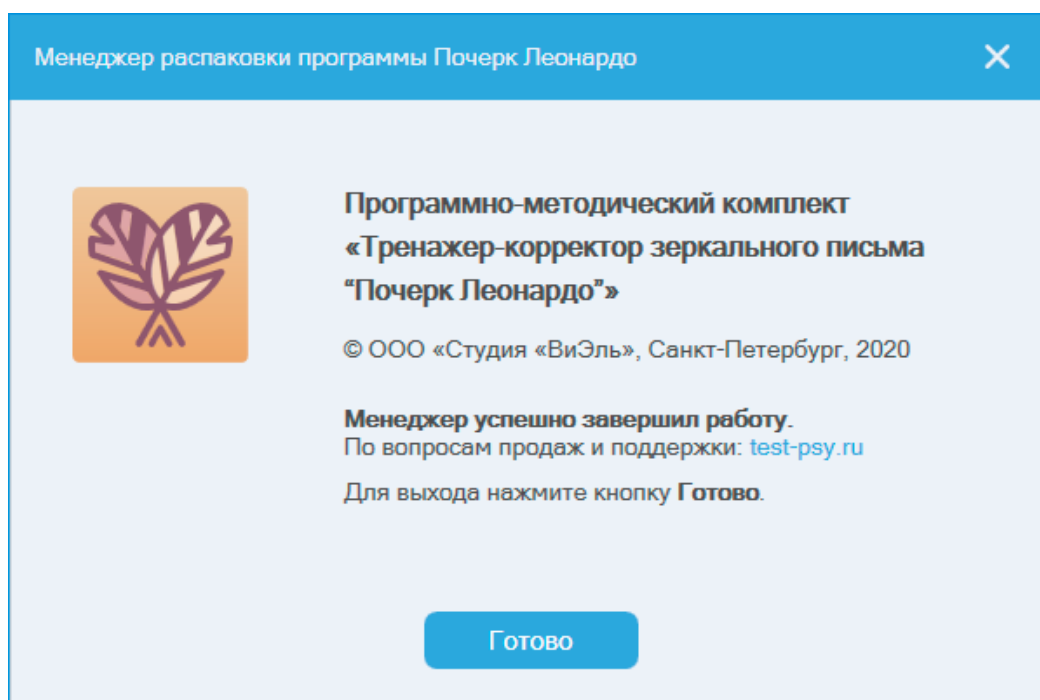 Менеджер распаковки программы Почерк Леонардо
Программно-методический комплект
«Тренажер-корректор зеркального письма
“Почерк Леонардо”»
© ООО «Студия «ВиЭль», Санкт-Петербург, 2020
Менеджер успешно завершил работу.
По вопросам продаж и поддержки: test-psy.ru
Для выхода нажмите кнопку Готово.
Готово